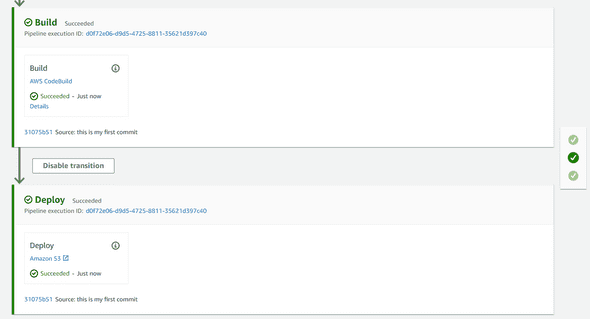 Build Succeeded
Pipeline execution ID: d0f72e06-d9d5-4725-8811-35621d397c40
Build
AWS CodeBuild
Succeeded - Just now
Details
31075b51 Source: this is my first commit
Disable transition
Deploy Succeeded
Pipeline execution ID: d0f72e06-d9d5-4725-8811-35621d397c40
Deploy
Amazon S3
Succeeded - Just now
31075b51 Source: this is my first commit